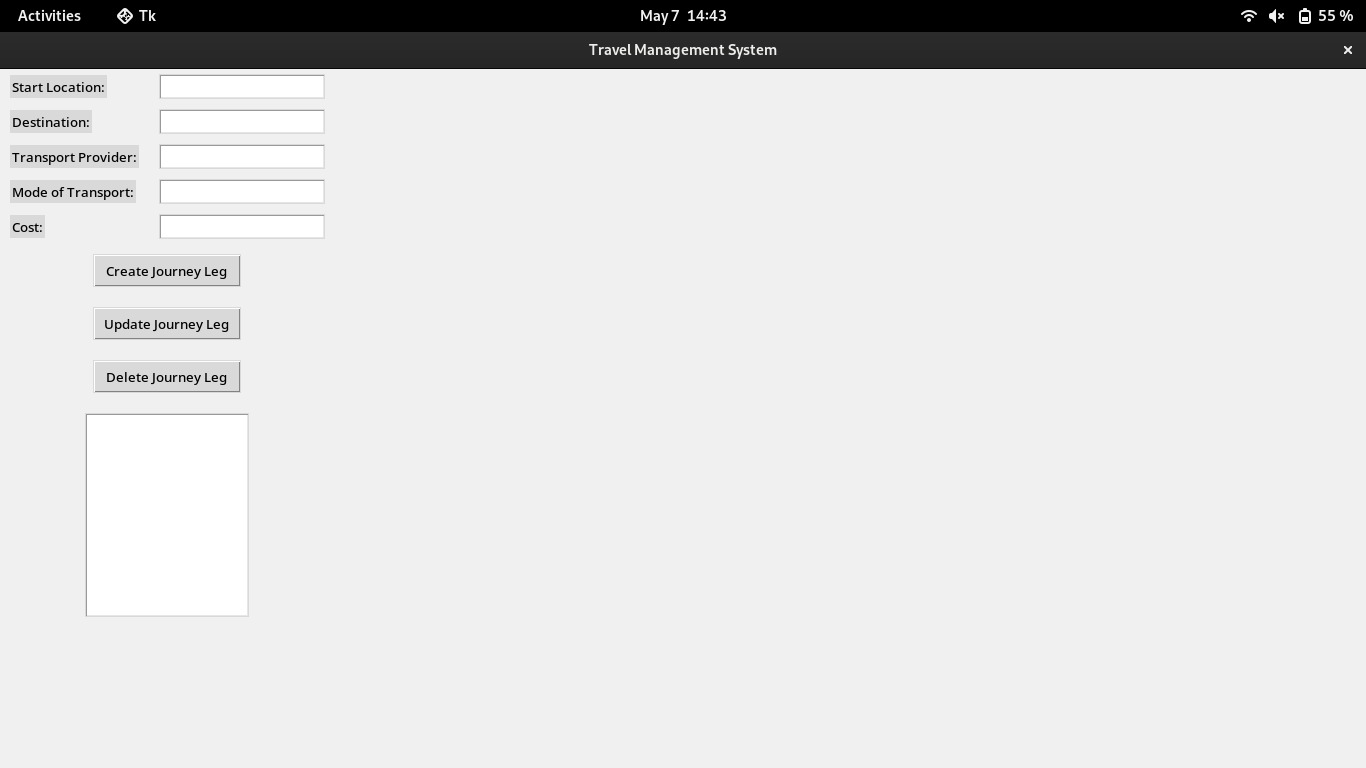 Activities Tk May 7 14:43 55 %
Travel Management System ×
Start Location:
Destination:
Transport Provider:
Mode of Transport:
Cost:
Create Journey Leg
Update Journey Leg
Delete Journey Leg